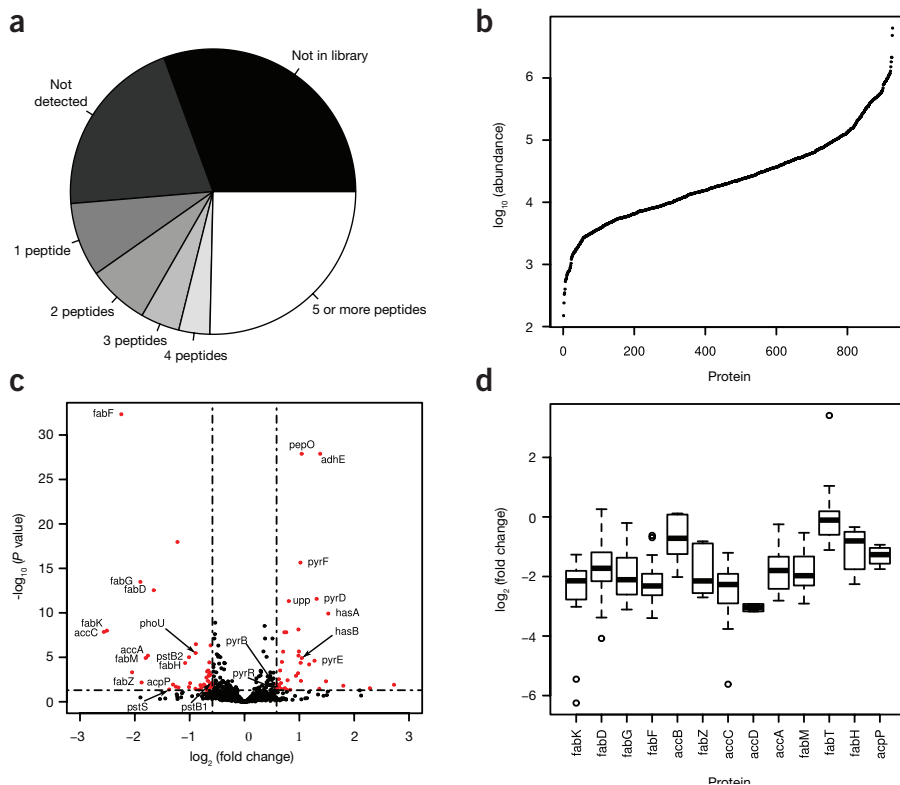 a
Not in library
Not
detected
1 peptide
2 peptides
3 peptides
4 peptides
5 or more peptides
b
log10 (abundance)
6
5
4
3
2
0
200
400
600
800
Protein
c
-log10 (P value)
30
25
20
15
10
5
0
fabF
pepO
adhE
pyrF
fabG
fabD
upp
pyrD
hasA
fabK
accC
phoU
pyrB
hasB
accA
fabM
pstB2
fabH
pyrE
fabZ
acpP
pyrR
pstS
pstB1
-3
-2
-1
0
1
2
3
log2 (fold change)
d
log2 (fold change)
2
0
-2
-4
-6
fabK
fabD
fabG
fabF
accB
fabZ
accC
accD
accA
fabM
fabT
fabH
acpP
Protein